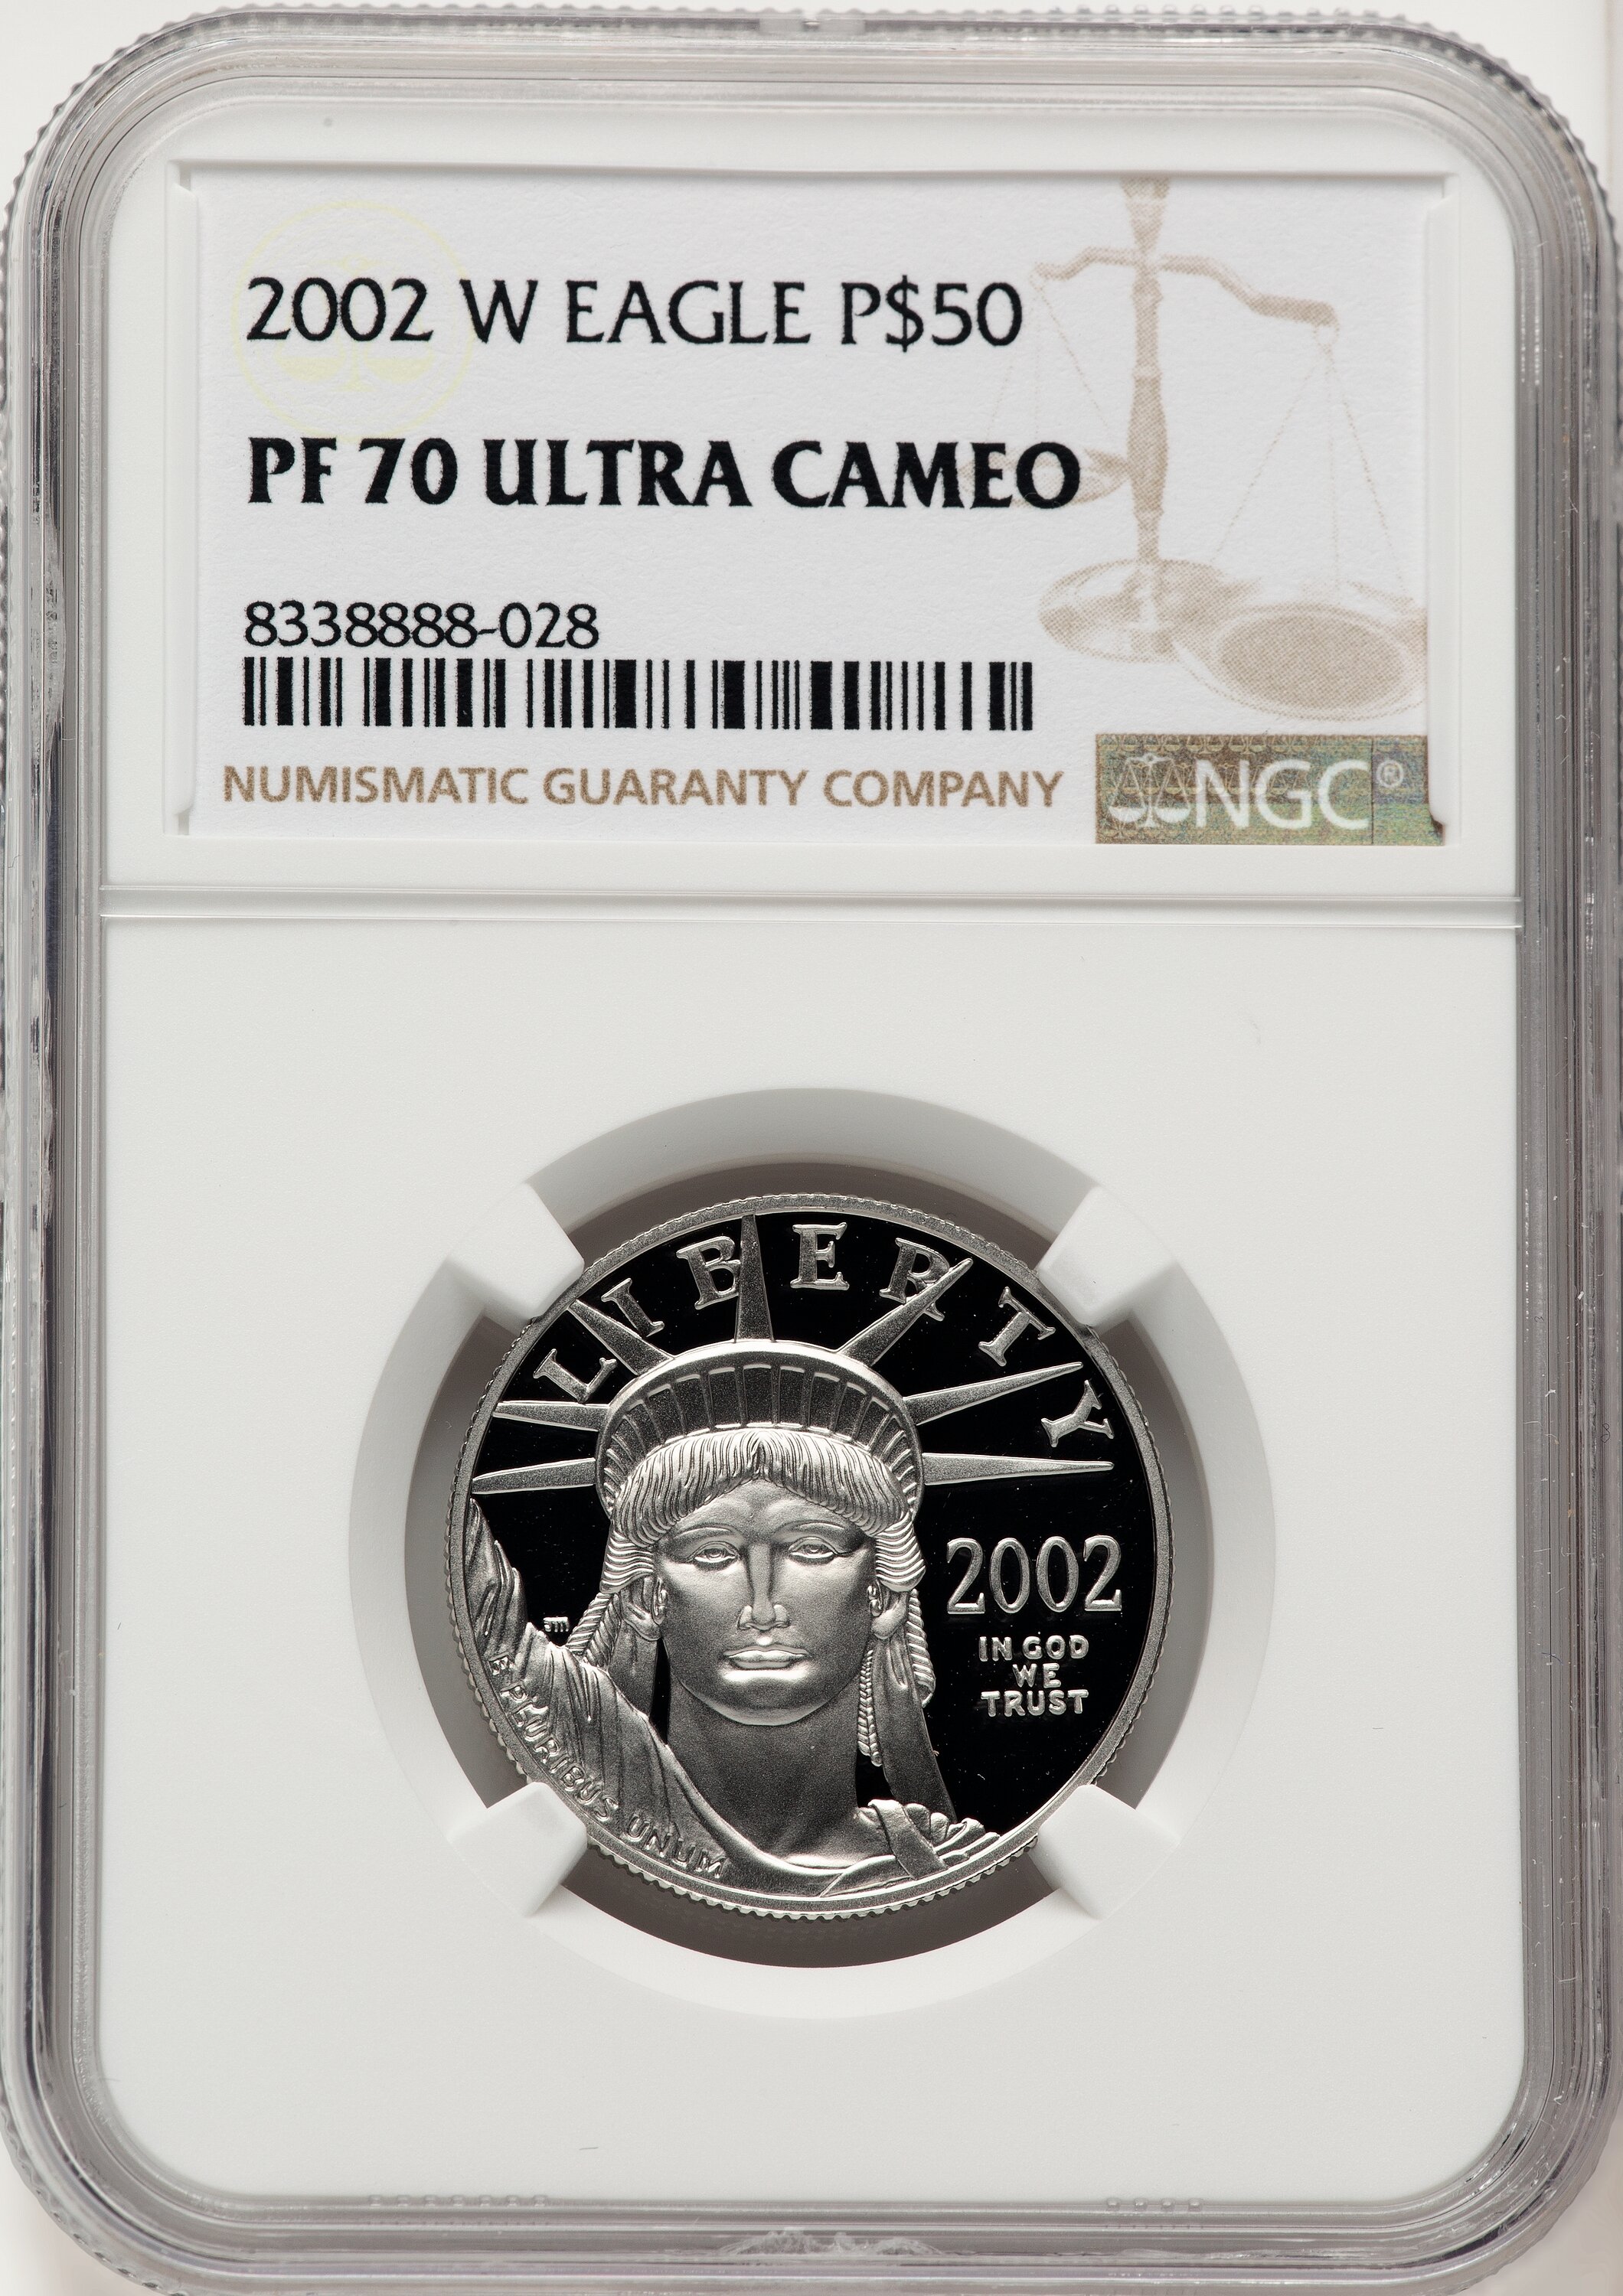 2002 W EAGLE P$50
PF 70 ULTRA CAMEO
8338888-028
NUMISMATIC GUARANTY COMPANY
NGC®
LIBERTY
2002
IN GOD
WE
TRUST
E PLURIBUS UNUM